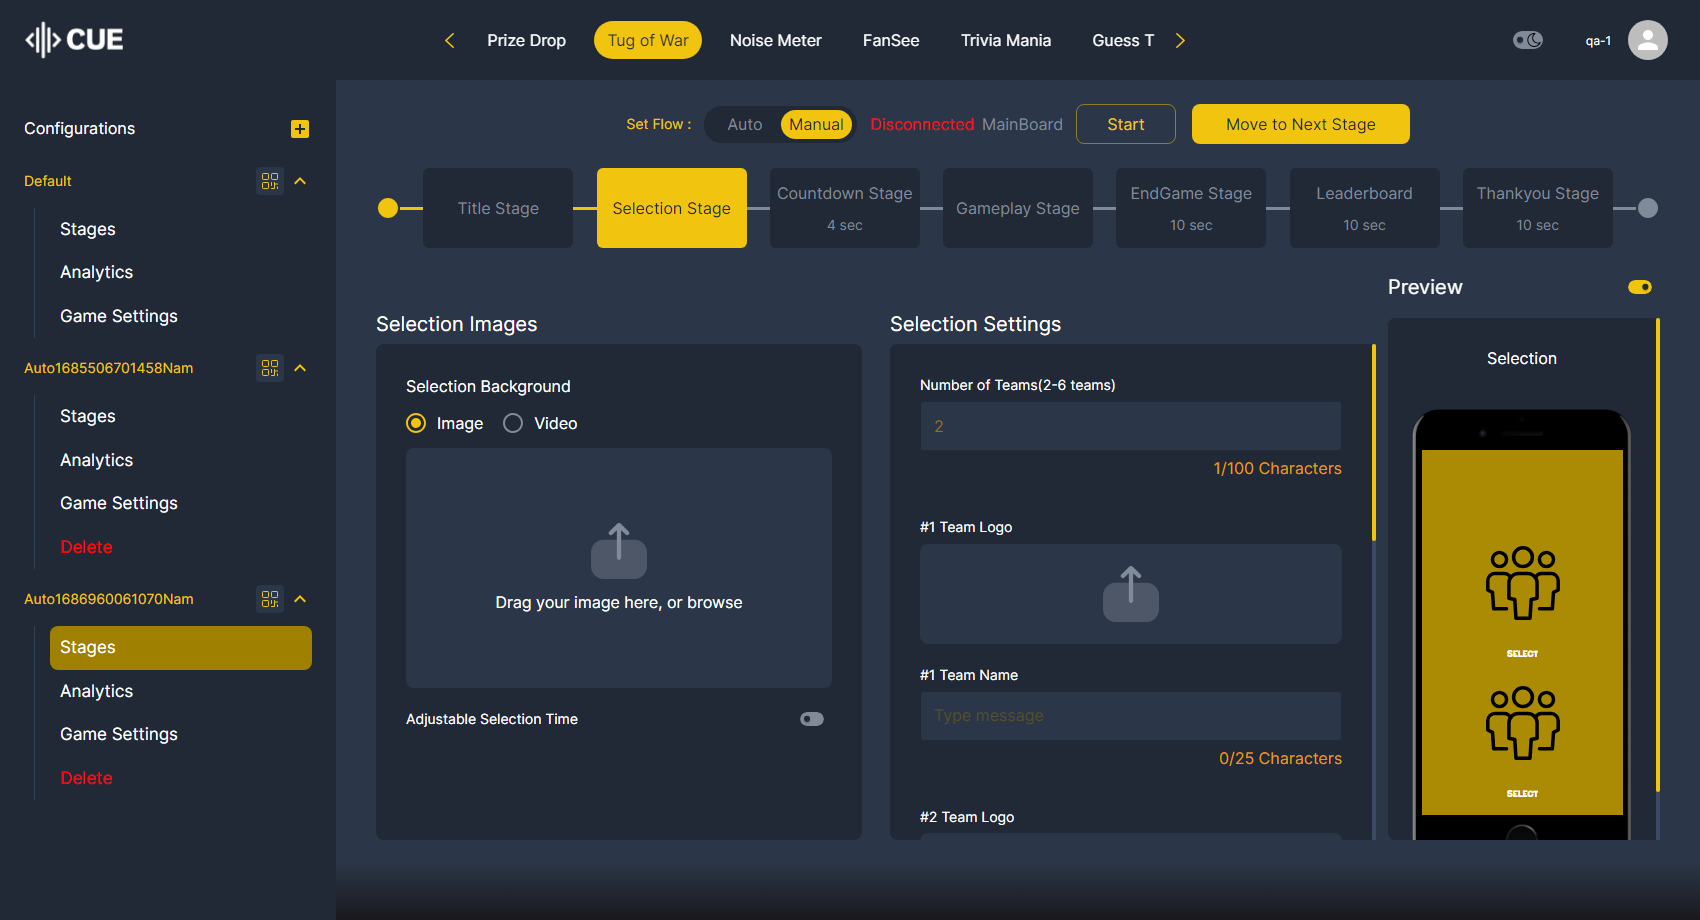 CUE
Prize Drop
Tug of War
Noise Meter
FanSee
Trivia Mania
Guess T
qa-1
Configurations
Default
Stages
Analytics
Game Settings
Auto1685506701458Nam
Stages
Analytics
Game Settings
Delete
Auto1686960061070Nam
Stages
Analytics
Game Settings
Delete
Set Flow :
Auto
Manual
Disconnected MainBoard
Start
Move to Next Stage
Title Stage
Selection Stage
Countdown Stage
4 sec
Gameplay Stage
EndGame Stage
10 sec
Leaderboard
10 sec
Thankyou Stage
10 sec
Selection Images
Selection Background
Image
Video
Drag your image here, or browse
Adjustable Selection Time
Selection Settings
Number of Teams(2-6 teams)
2
1/100 Characters
#1 Team Logo
#1 Team Name
Type message
0/25 Characters
#2 Team Logo
Preview
Selection
SELECT
SELECT